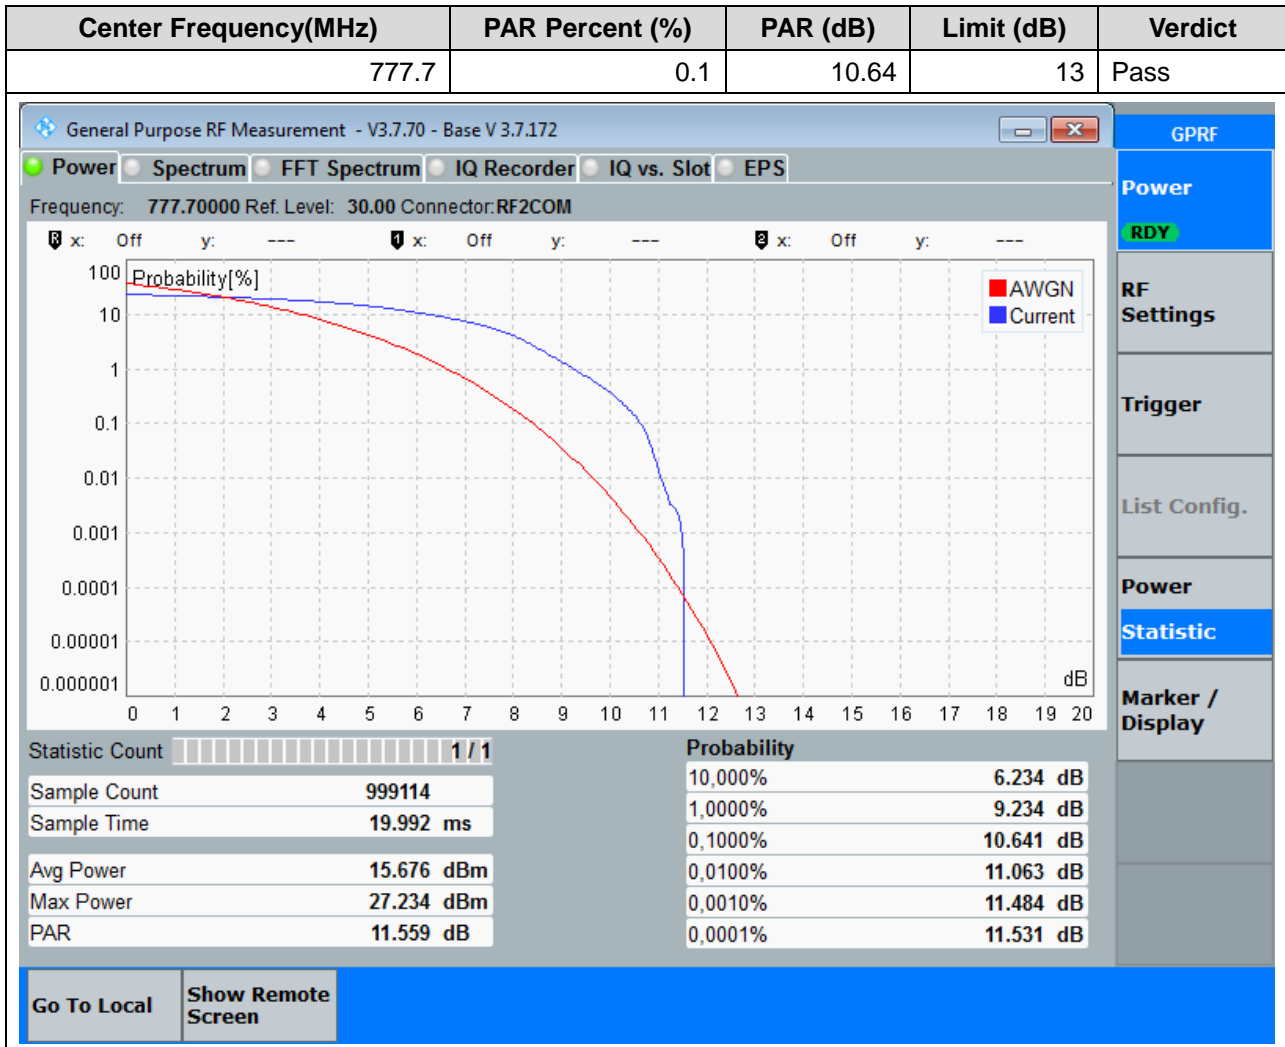 Center Frequency(MHz) PAR Percent (%) PAR (dB) Limit (dB) Verdict
777.7 0.1 10.64 13 Pass
General Purpose RF Measurement - V3.7.70 - Base V 3.7.172
GPRF
Power Spectrum FFT Spectrum IQ Recorder IQ vs. Slot EPS
Frequency: 777.70000 Ref. Level: 30.00 Connector:RF2COM
R x: Off y: --- 1 x: Off y: --- 2 x: Off y: ---
Probability[%]
100
10
1
0.1
0.01
0.001
0.0001
0.00001
0.000001
AWGN
Current
dB
0 1 2 3 4 5 6 7 8 9 10 11 12 13 14 15 16 17 18 19 20
Statistic Count 1 / 1
Sample Count 999114
Sample Time 19.992 ms
Avg Power 15.676 dBm
Max Power 27.234 dBm
PAR 11.559 dB
Probability
10,000% 6.234 dB
1,0000% 9.234 dB
0,1000% 10.641 dB
0,0100% 11.063 dB
0,0010% 11.484 dB
0,0001% 11.531 dB
Power
RDY
RF
Settings
Trigger
List Config.
Power
Statistic
Marker /
Display
Go To Local
Show Remote
Screen